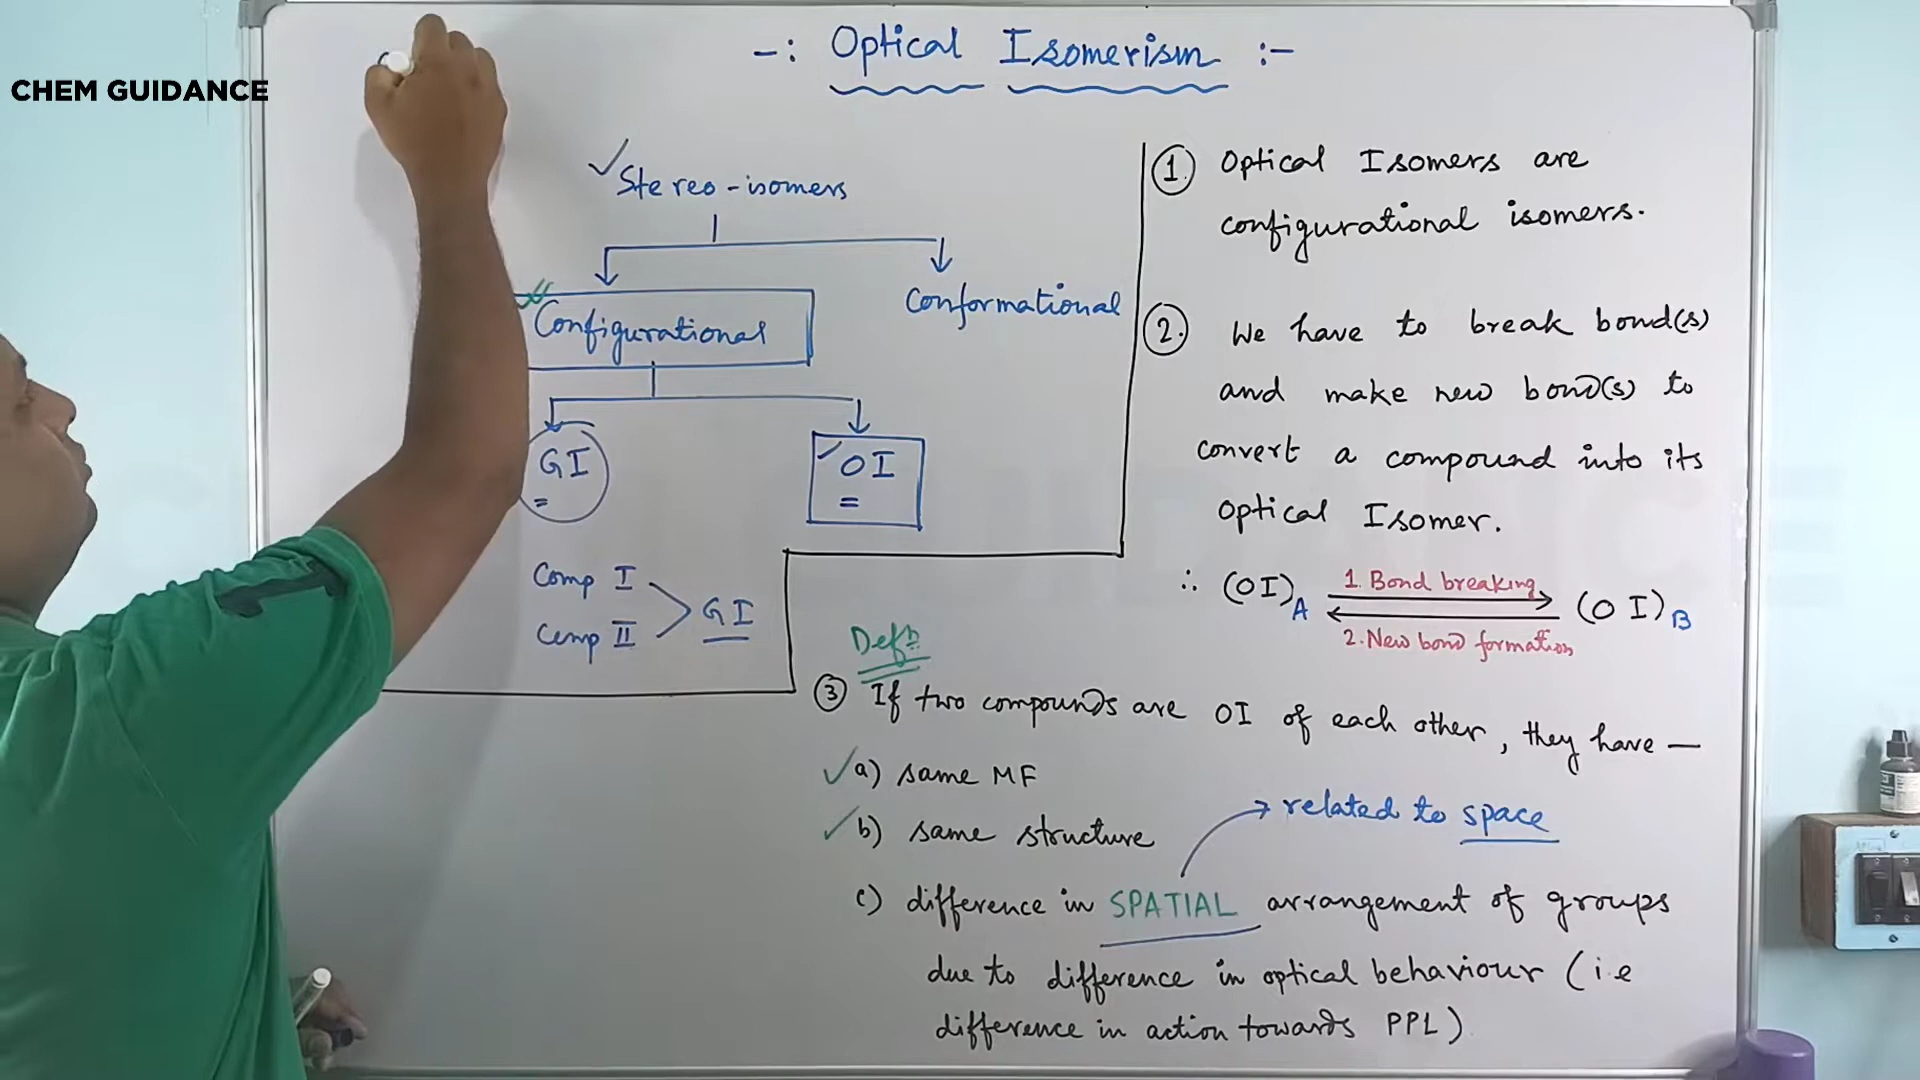 CHEM GUIDANCE
-: Optical Isomerism :-
Stereo-isomers
Configurational
Conformational
GI
OI
Comp I
Comp II
GI
1. Optical Isomers are
configurational isomers.
2. We have to break bond(s)
and make new bond(s) to
convert a compound into its
Optical Isomer.
∴ (OI)A 1. Bond breaking (OI)B
2. New bond formation
Defn
3 If two compounds are OI of each other, they have —
a) same MF
b) same structure
related to space
c) difference in SPATIAL arrangement of groups
due to difference in optical behaviour (i.e
difference in action towards PPL)